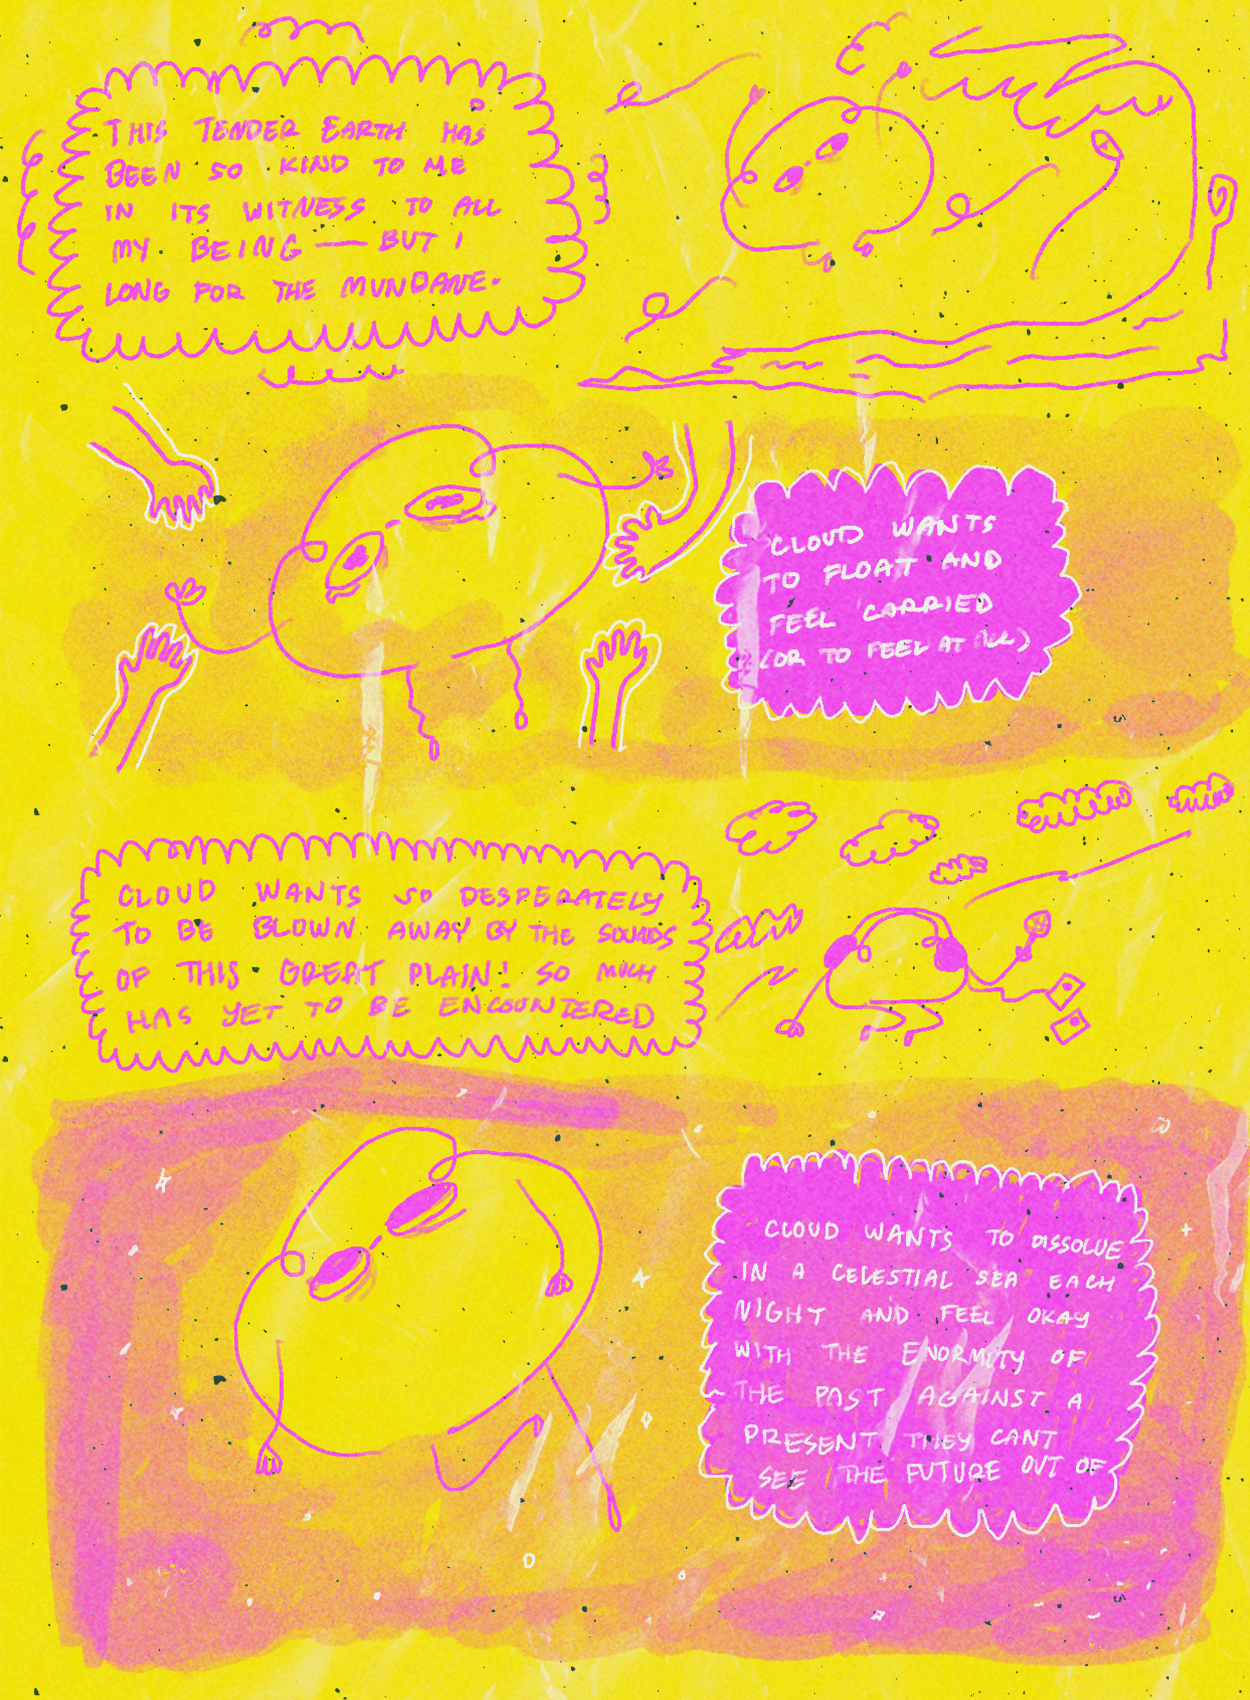 THIS TENDER EARTH HAS
BEEN SO KIND TO ME
IN ITS WITNESS TO ALL
MY BEING — BUT I
LONG FOR THE MUNDANE.
CLOUD WANTS
TO FLOAT AND
FEEL CARRIED
(OR TO FEEL AT ALL)
CLOUD WANTS SO DESPERATELY
TO BE BLOWN AWAY BY THE SOUNDS
OF THIS GREAT PLAIN! SO MUCH
HAS YET TO BE ENCOUNTERED
CLOUD WANTS TO DISSOLVE
IN A CELESTIAL SEA EACH
NIGHT AND FEEL OKAY
WITH THE ENORMITY OF
THE PAST AGAINST A
PRESENT THEY CANT
SEE THE FUTURE OUT OF